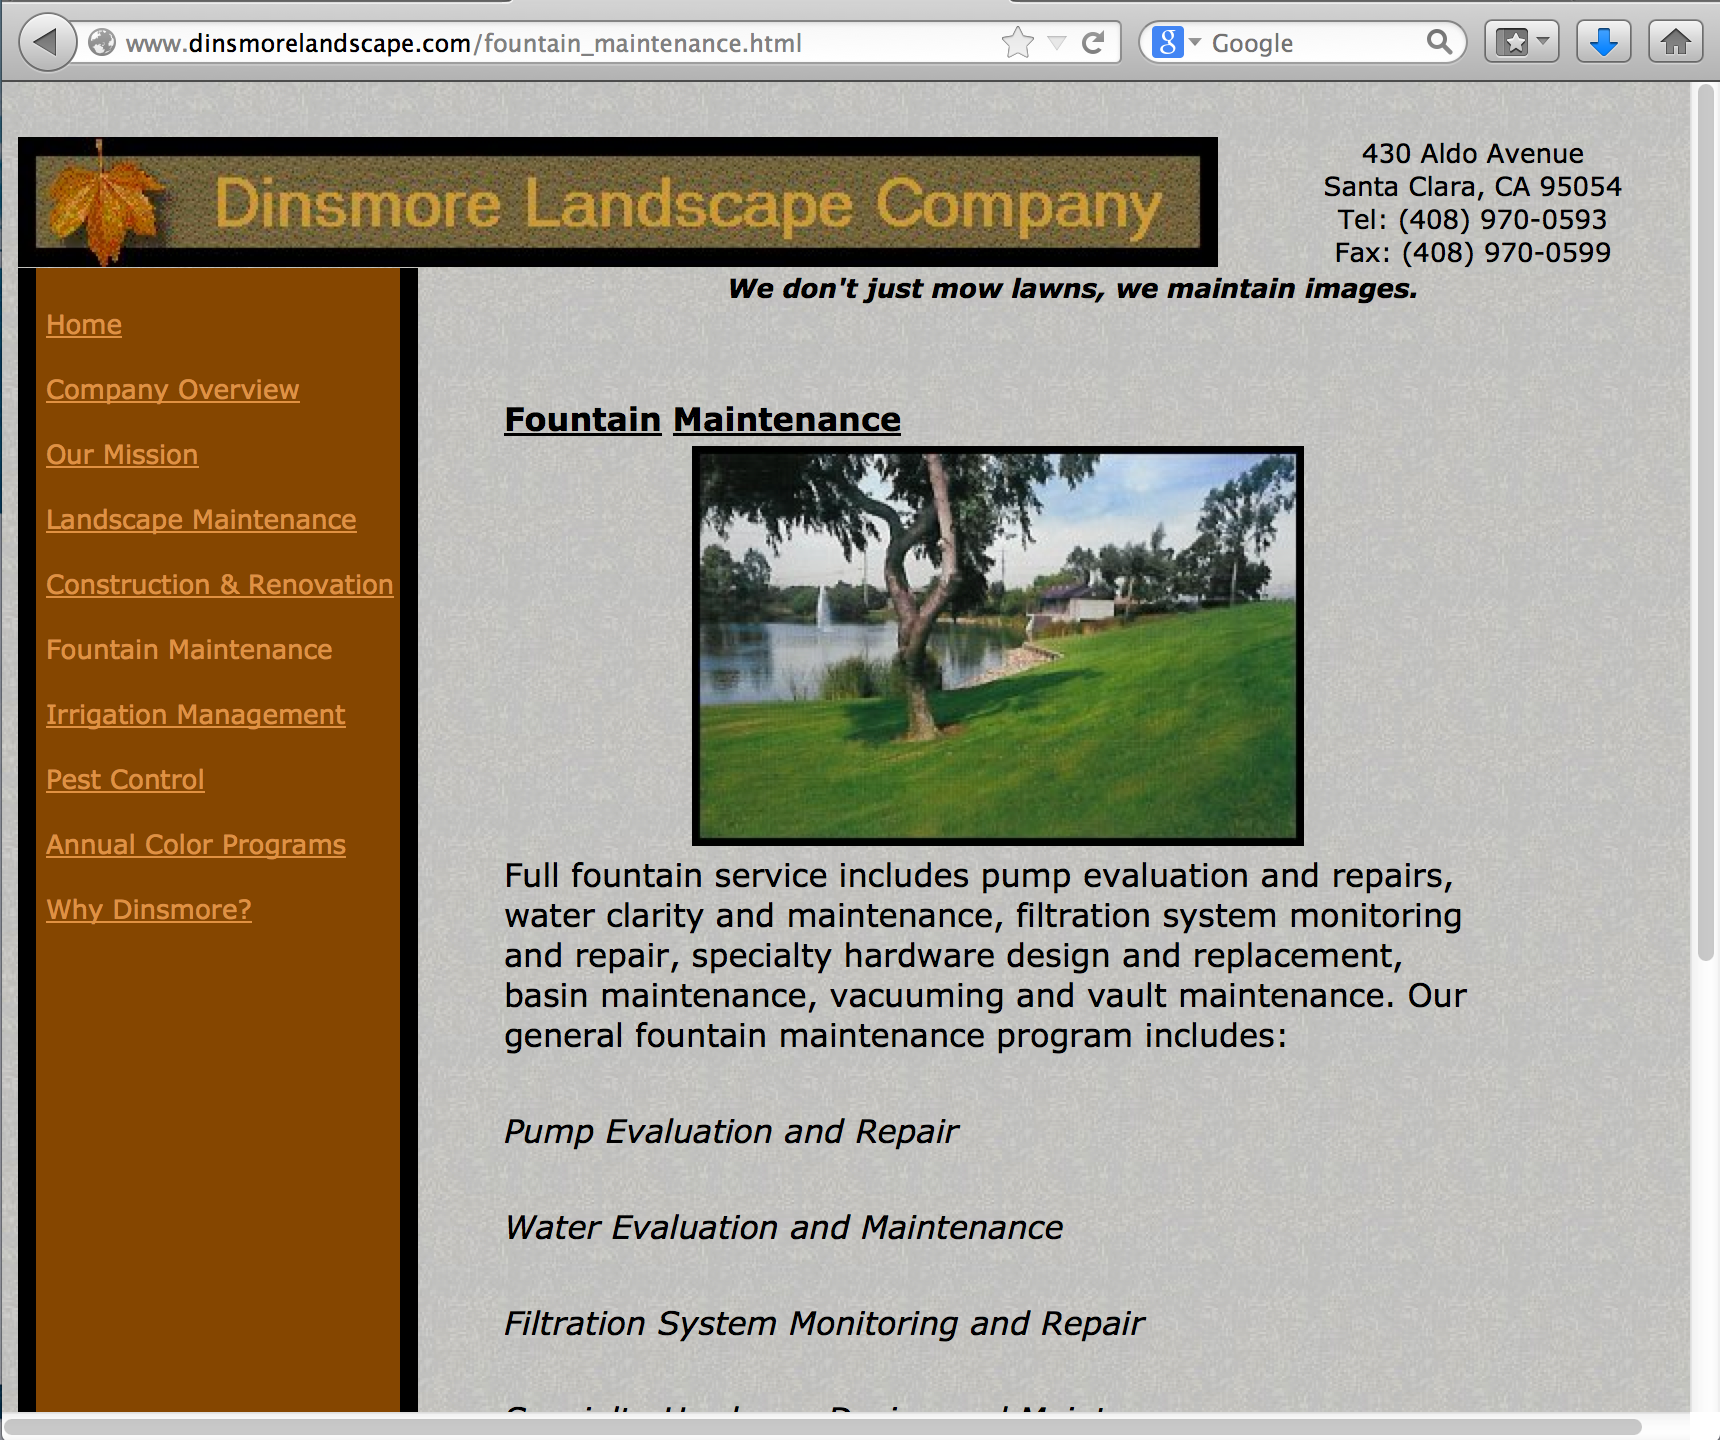 www.dinsmorelandscape.com/fountain_maintenance.html
Google
Dinsmore Landscape Company
430 Aldo Avenue
Santa Clara, CA 95054
Tel: (408) 970-0593
Fax: (408) 970-0599
We don't just mow lawns, we maintain images.
Home
Company Overview
Our Mission
Landscape Maintenance
Construction & Renovation
Fountain Maintenance
Irrigation Management
Pest Control
Annual Color Programs
Why Dinsmore?
Fountain Maintenance
Full fountain service includes pump evaluation and repairs,
water clarity and maintenance, filtration system monitoring
and repair, specialty hardware design and replacement,
basin maintenance, vacuuming and vault maintenance. Our
general fountain maintenance program includes:
Pump Evaluation and Repair
Water Evaluation and Maintenance
Filtration System Monitoring and Repair